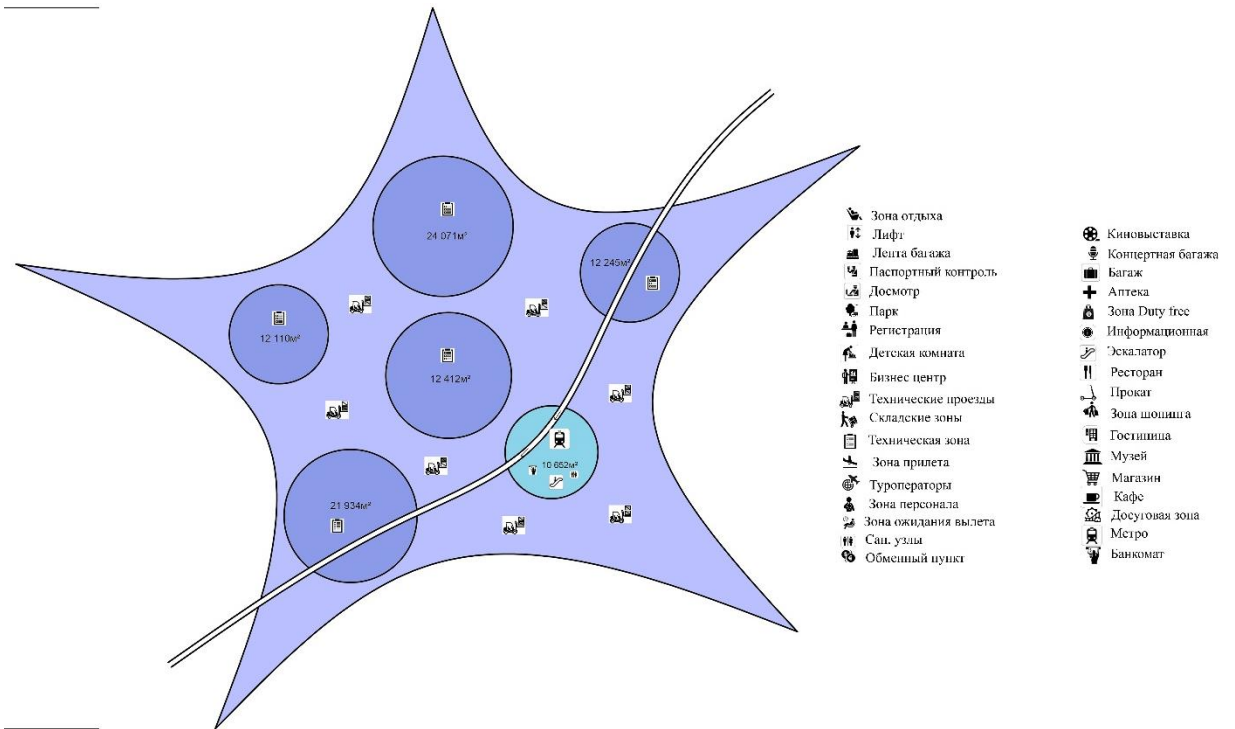 24 071м²
12 245м²
12 110м²
12 412м²
10 652м²
21 934м²
Зона отдыха
Лифт
Лента багажа
Паспортный контроль
Досмотр
Парк
Регистрация
Детская комната
Бизнес центр
Технические проезды
Складские зоны
Техническая зона
Зона прилета
Туроператоры
Зона персонала
Зона ожидания вылета
Сан. узлы
Обменный пункт
Киновыставка
Концертная багажа
Багаж
Аптека
Зона Duty free
Информационная
Эскалатор
Ресторан
Прокат
Зона шопинга
Гостиница
Музей
Магазин
Кафе
Досуговая зона
Метро
Банкомат